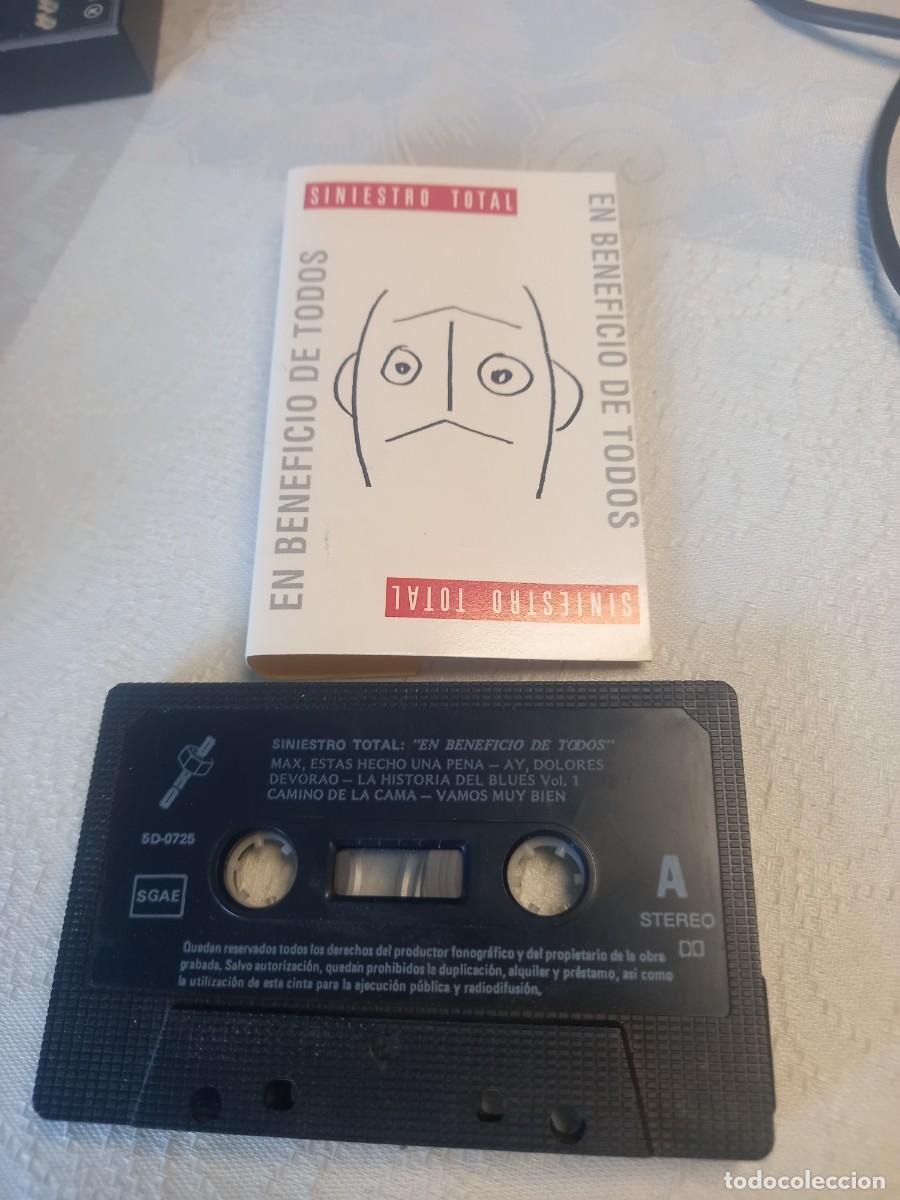 SINIESTRO TOTAL
EN BENEFICIO DE TODOS
EN BENEFICIO DE TODOS
SINIESTRO TOTAL
SINIESTRO TOTAL: "EN BENEFICIO DE TODOS"
MAX, ESTAS HECHO UNA PENA – AY, DOLORES
DEVORAO – LA HISTORIA DEL BLUES Vol. 1
CAMINO DE LA CAMA – VAMOS MUY BIEN
5D-0725
SGAE
A
STEREO
Quedan reservados todos los derechos del productor fonográfico y del propietario de la obra
grabada. Salvo autorización, quedan prohibidos la duplicación, alquiler y préstamo, asi como
la utilización de esta cinta para la ejecución pública y radiodifusión.
todocoleccion